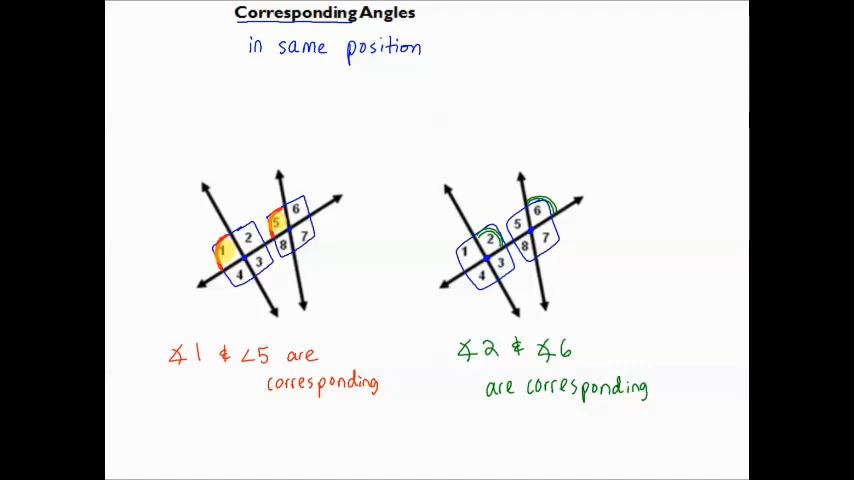 Corresponding Angles
in same position
6
5
2
7
1
8
3
4
6
5
2
7
1
8
3
4
∡1 & ∠5 are
corresponding
∡2 & ∡6
are corresponding